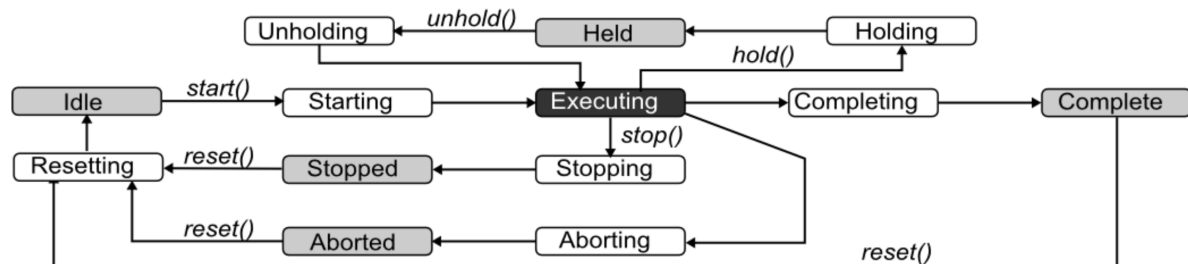 Unholding
unhold()
Held
Holding
hold()
Idle
start()
Starting
Executing
Completing
Complete
stop()
Resetting
reset()
Stopped
Stopping
reset()
Aborted
Aborting
reset()